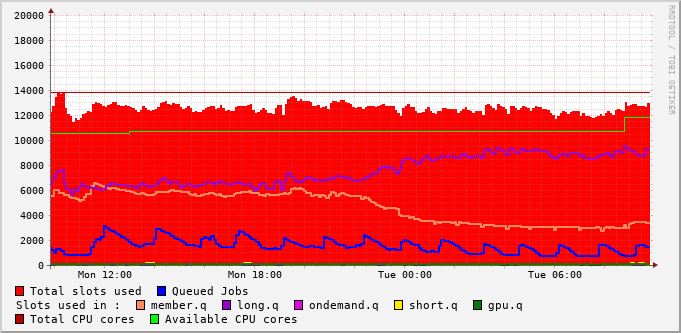 20000
18000
16000
14000
12000
10000
8000
6000
4000
2000
0
Mon 12:00 Mon 18:00 Tue 00:00 Tue 06:00
RRDTOOL / TOBI OETIKER
Total slots used Queued Jobs
Slots used in : member.q long.q ondemand.q short.q gpu.q
Total CPU cores Available CPU cores